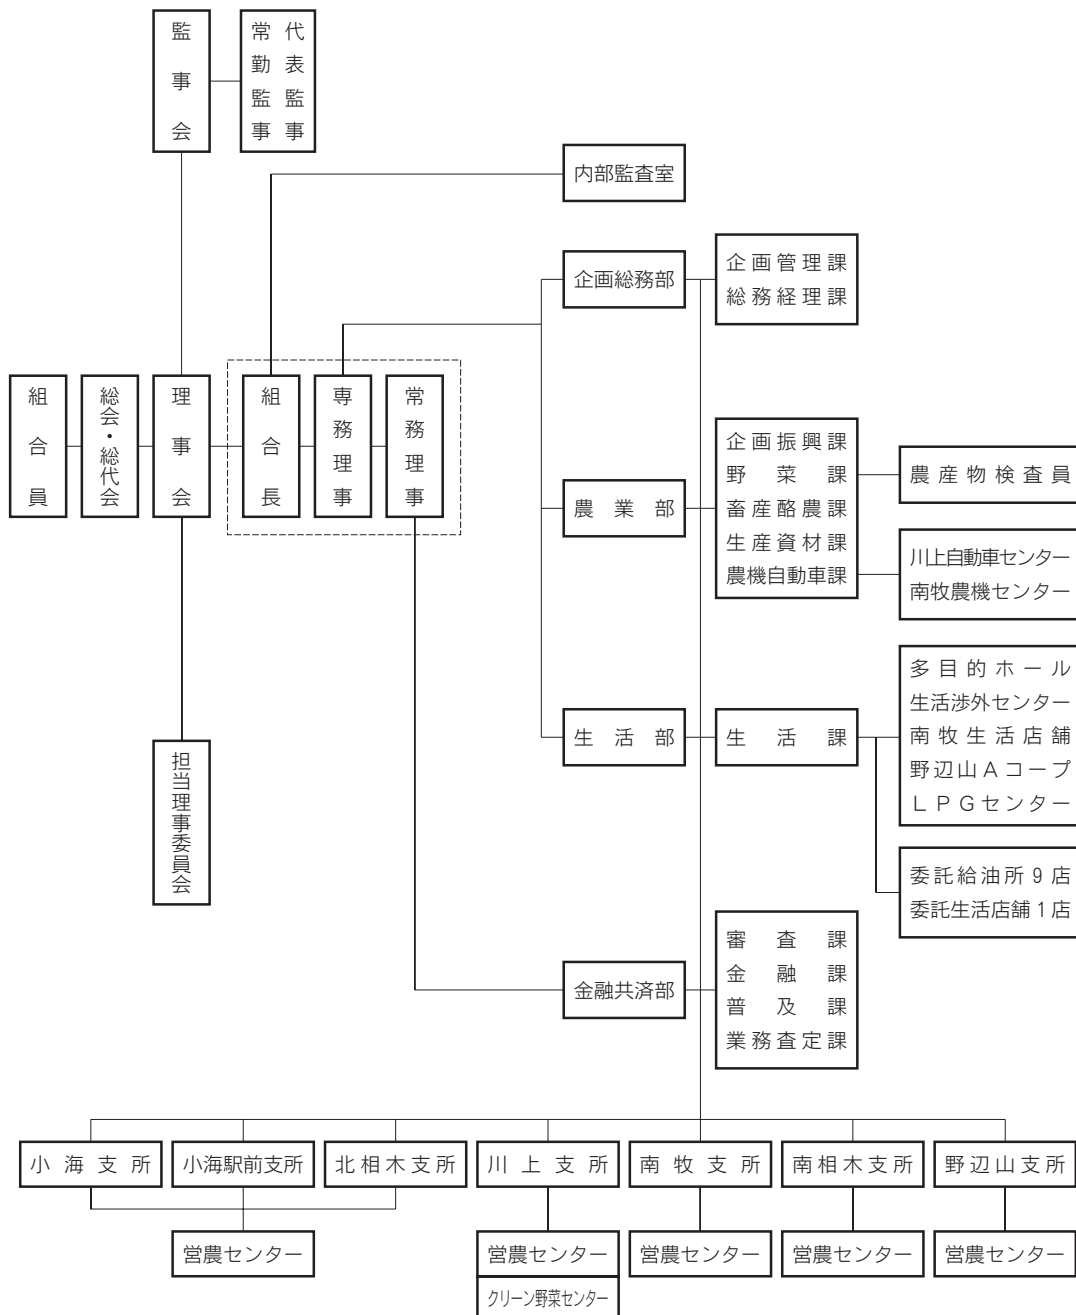 監事会
代表監事
常勤監事
内部監査室
企画総務部
企画管理課
総務経理課
組合員
総会・総代会
理事会
組合長
専務理事
常務理事
農業部
企画振興課
野菜課
畜産酪農課
生産資材課
農機自動車課
農産物検査員
川上自動車センター
南牧農機センター
担当理事委員会
生活部
生活課
多目的ホール
生活渉外センター
南牧生活店舗
野辺山Aコープ
LPGセンター
委託給油所9店
委託生活店舗1店
金融共済部
審査課
金融課
普及課
業務査定課
小海支所
小海駅前支所
北相木支所
川上支所
南牧支所
南相木支所
野辺山支所
営農センター
営農センター
クリーン野菜センター
営農センター
営農センター
営農センター